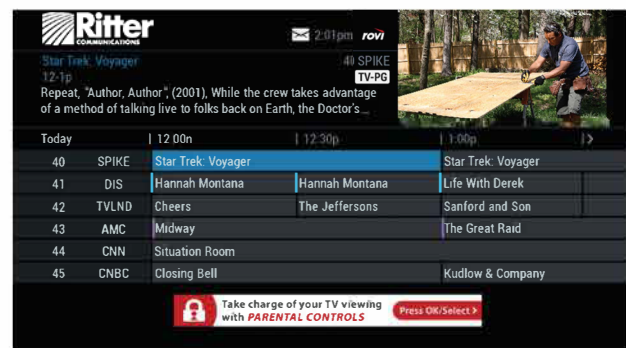 Ritter
COMMUNICATIONS
2:01pm rovi
Star Trek: Voyager 40 SPIKE
12-1p TV-PG
Repeat, "Author, Author", (2001), While the crew takes advantage
of a method of talking live to folks back on Earth, the Doctor's...
Today 12:00n 12:30p 1:00p
40 SPIKE Star Trek: Voyager Star Trek: Voyager
41 DIS Hannah Montana Hannah Montana Life With Derek
42 TVLND Cheers The Jeffersons Sanford and Son
43 AMC Midway The Great Raid
44 CNN Situation Room
45 CNBC Closing Bell Kudlow & Company
Take charge of your TV viewing
with PARENTAL CONTROLS
Press OK/Select >